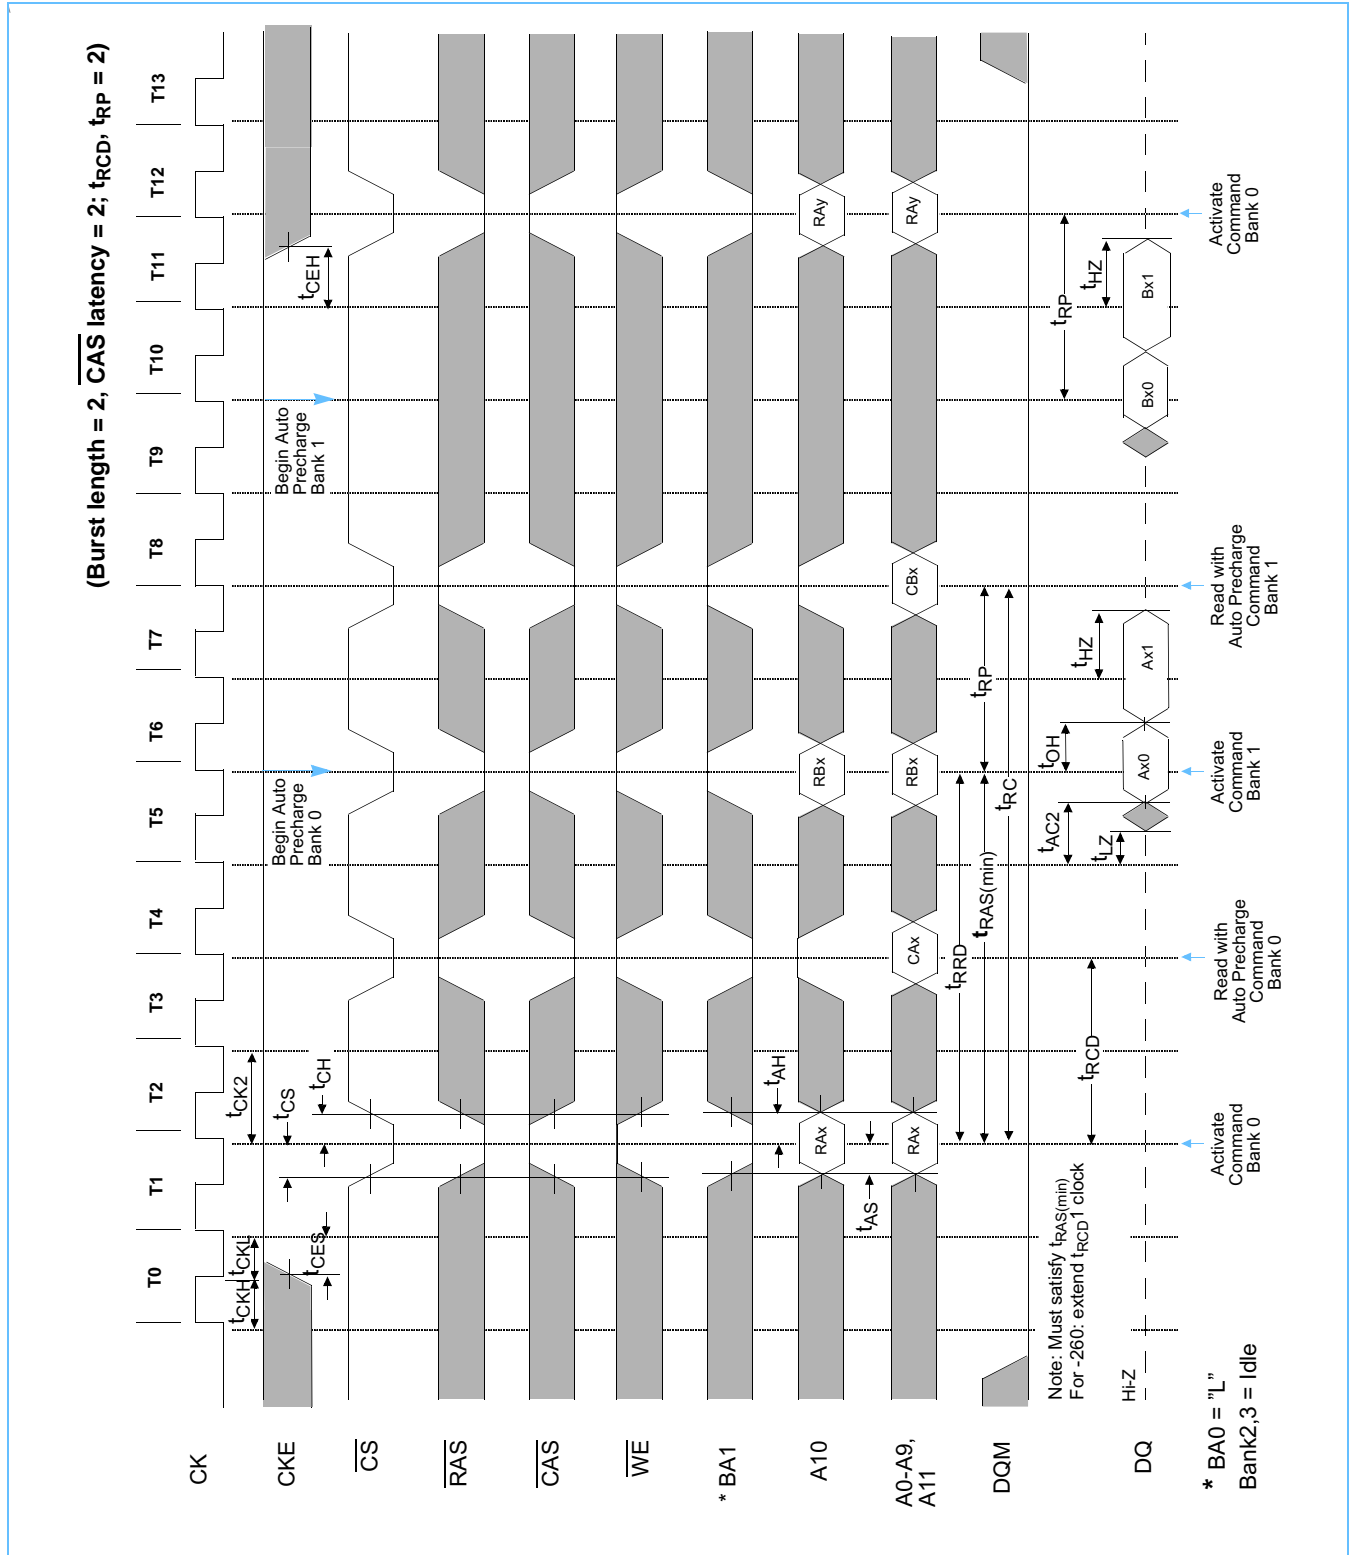 (Burst length = 2, CAS latency = 2; tRCD, tRP = 2)
T0 T1 T2 T3 T4 T5 T6 T7 T8 T9 T10 T11 T12 T13
CK
tCKH tCKL tCK2
CKE
tCES tCS tCH
Begin Auto
Precharge
Bank 0
Begin Auto
Precharge
Bank 1
tCEH
CS
RAS
CAS
WE
* BA1
tAH
A10
RAx RBx RAy
tAS
A0-A9,
A11
RAx CAx RBx CBx RAy
tRRD
tRAS(min) tRP
tRC
DQM
Note: Must satisfy tRAS(min)
For -260: extend tRCD1 clock
tRCD
tAC2 tOH tHZ tRP tHZ
tLZ
DQ
Hi-Z
Ax0 Ax1 Bx0 Bx1
Activate
Command
Bank 0
Read with
Auto Precharge
Command
Bank 0
Activate
Command
Bank 1
Read with
Auto Precharge
Command
Bank 1
Activate
Command
Bank 0
* BA0 = ”L”
Bank2,3 = Idle